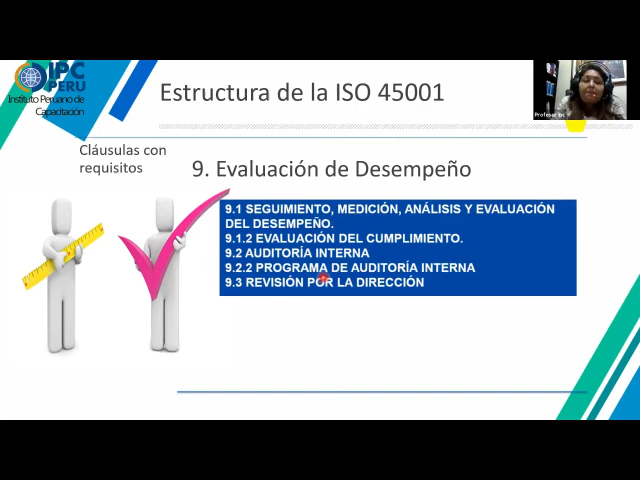 IPC
PERU
Instituto Peruano de
Capacitación
Estructura de la ISO 45001
Profesor Ipc
Cláusulas con
requisitos
9. Evaluación de Desempeño
9.1 SEGUIMIENTO, MEDICIÓN, ANÁLISIS Y EVALUACIÓN
DEL DESEMPEÑO.
9.1.2 EVALUACIÓN DEL CUMPLIMIENTO.
9.2 AUDITORÍA INTERNA
9.2.2 PROGRAMA DE AUDITORÍA INTERNA
9.3 REVISIÓN POR LA DIRECCIÓN